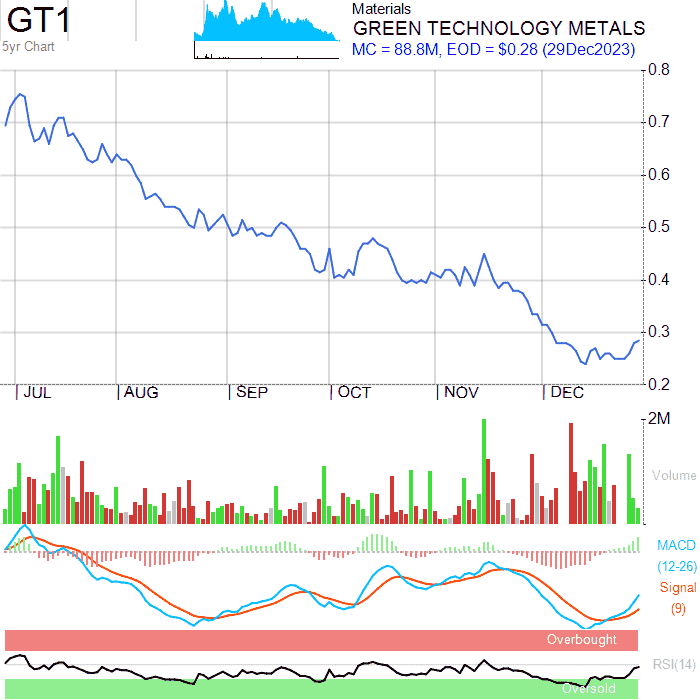 GT1
5yr Chart
Materials
GREEN TECHNOLOGY METALS
MC = 88.8M, EOD = $0.28 (29Dec2023)
0.8
0.7
0.6
0.5
0.4
0.3
0.2
JUL AUG SEP OCT NOV DEC
2M
Volume
MACD
(12-26)
Signal
(9)
Overbought
RSI(14)
Oversold